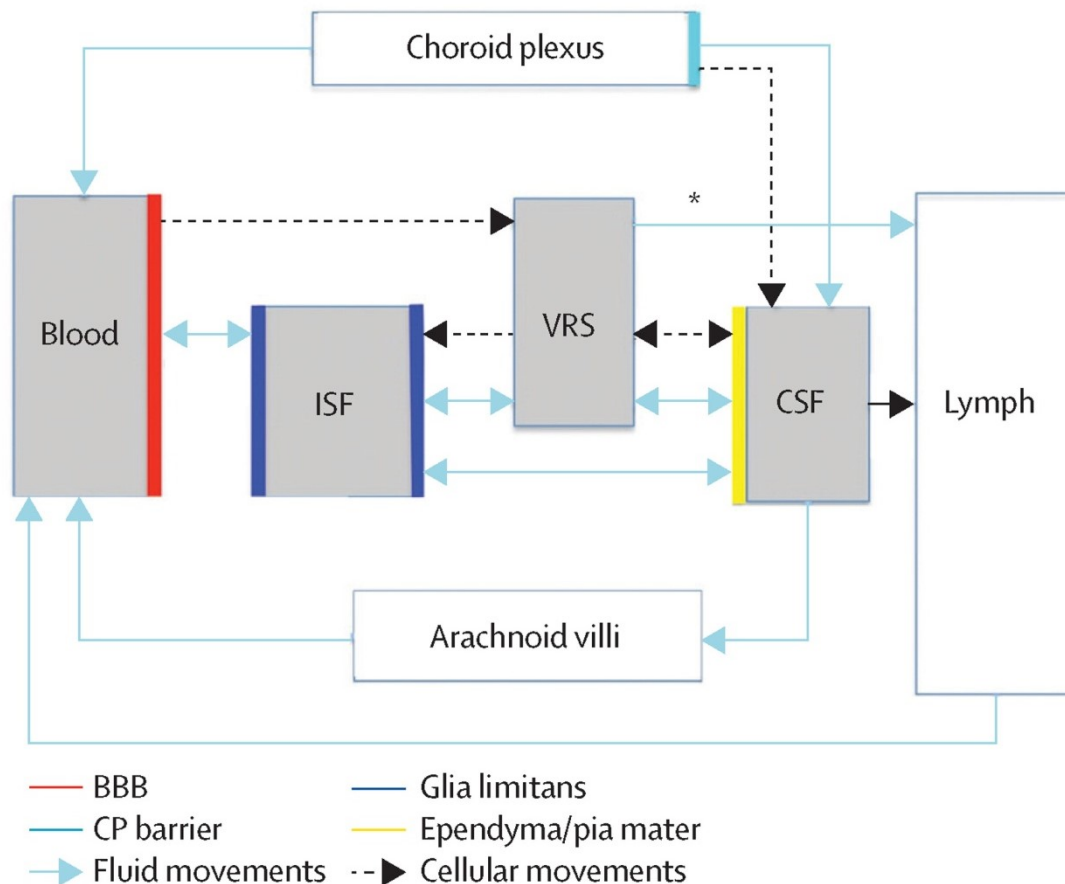 Choroid plexus
*
Blood
VRS
ISF
CSF
Lymph
Arachnoid villi
BBB
Glia limitans
CP barrier
Ependyma/pia mater
Fluid movements
Cellular movements